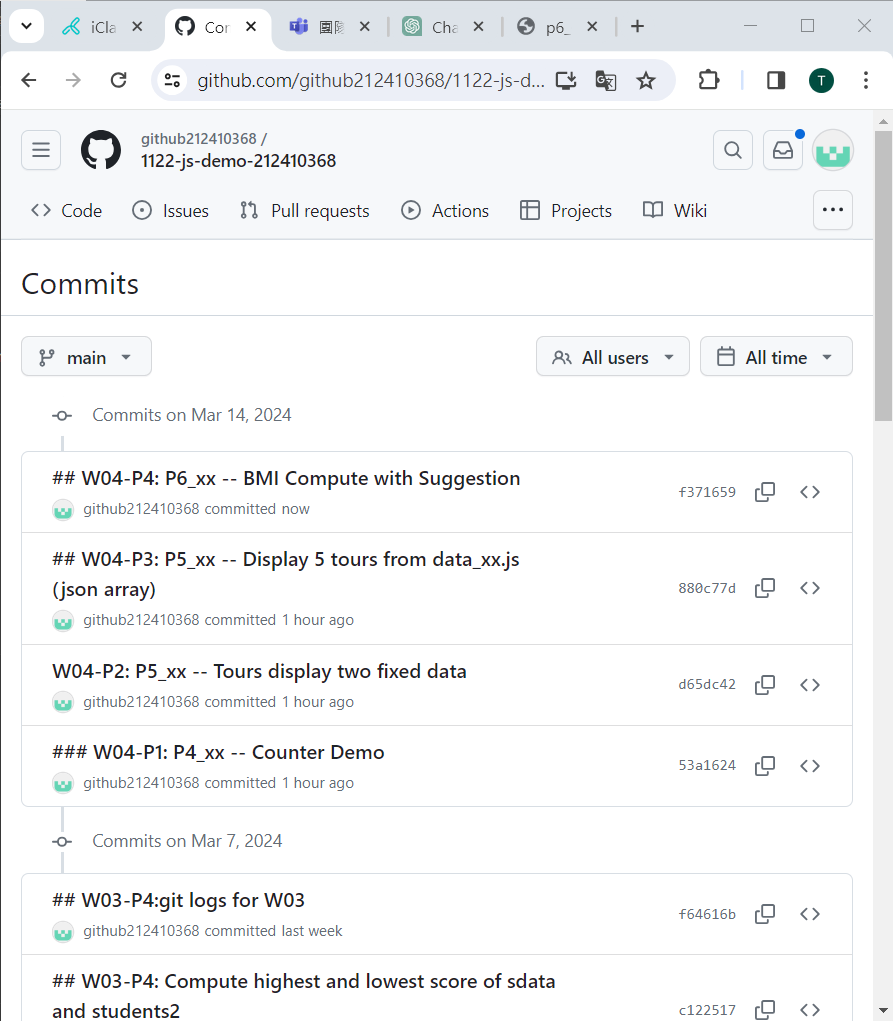 iCla
Cor
Cha
p6_
github.com/github212410368/1122-js-d...
T
github212410368 /
1122-js-demo-212410368
Code
Issues
Pull requests
Actions
Projects
Wiki
Commits
main
All users
All time
Commits on Mar 14, 2024
## W04-P4: P6_xx -- BMI Compute with Suggestion
github212410368 committed now
f371659
## W04-P3: P5_xx -- Display 5 tours from data_xx.js
(json array)
github212410368 committed 1 hour ago
880c77d
W04-P2: P5_xx -- Tours display two fixed data
github212410368 committed 1 hour ago
d65dc42
### W04-P1: P4_xx -- Counter Demo
github212410368 committed 1 hour ago
53a1624
Commits on Mar 7, 2024
## W03-P4:git logs for W03
github212410368 committed last week
f64616b
## W03-P4: Compute highest and lowest score of sdata
and students2
c122517